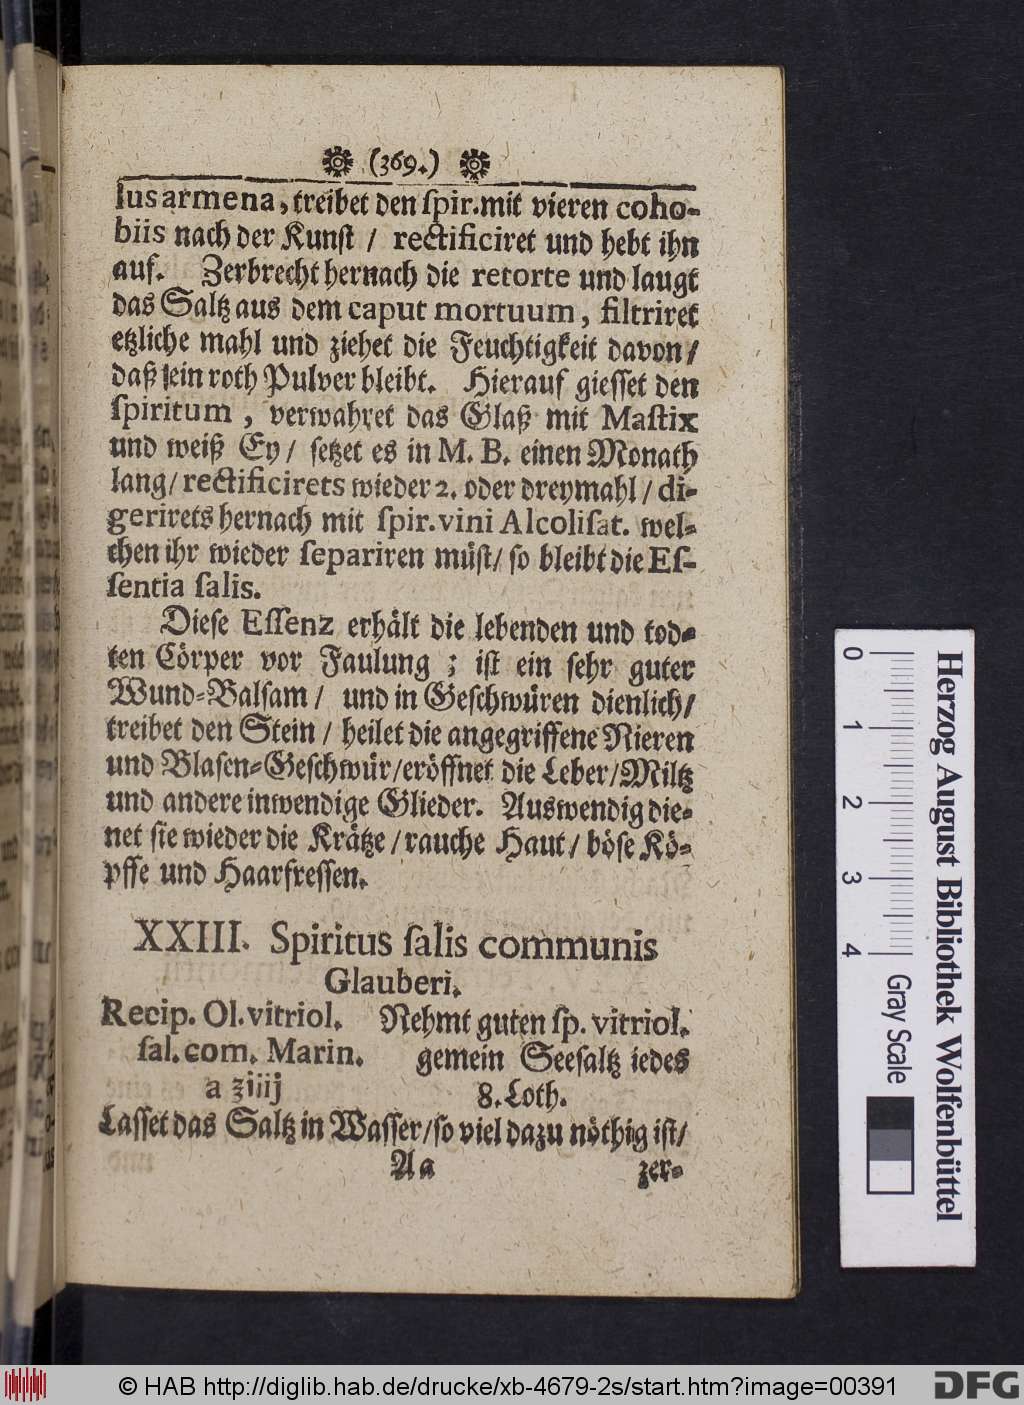 (369.)
lus armena, treibet den ſpir. mit vieren coho-
biis nach der Kunſt / rectificiret und hebt ihn
auf. Zerbrecht hernach die retorte und laugt
das Saltz aus dem caput mortuum, filtriret
etzliche mahl und ziehet die Feuchtigkeit davon /
daß ſein roth Pulver bleibt. Hierauf gieſſet den
ſpiritum, verwahret das Glaß mit Maſtix
und weiß Ey / ſetzet es in M. B. einen Monath
lang / rectificirets wieder 2. oder dreymahl / di-
gerirets hernach mit ſpir. vini Alcoliſat. wel-
chen ihr wieder ſepariren müſt / ſo bleibt die Eſ-
ſentia ſalis.
Dieſe Eſſenz erhält die lebenden und tod-
ten Cörper vor Faulung ; iſt ein ſehr guter
Wund-Balſam / und in Geſchwüren dienlich /
treibet den Stein / heilet die angegriffene Nieren
und Blaſen-Geſchwür / eröffnet die Leber / Miltz
und andere inwendige Glieder. Auswendig die-
net ſie wieder die Krätze / rauche Haut / böſe Kö-
pffe und Haarfreſſen.
XXIII. Spiritus ſalis communis
Glauberi.
Recip. Ol. vitriol. Nehmt guten ſp. vitriol.
ſal. com. Marin. gemein Seeſaltz iedes
a ʒiiij 8. Loth.
Laſſet das Saltz in Waſſer / ſo viel dazu nöthig iſt /
Aa zer-
0 1 2 3 4
Herzog August Bibliothek Wolfenbüttel
Gray Scale
© HAB http://diglib.hab.de/drucke/xb-4679-2s/start.htm?image=00391
DFG